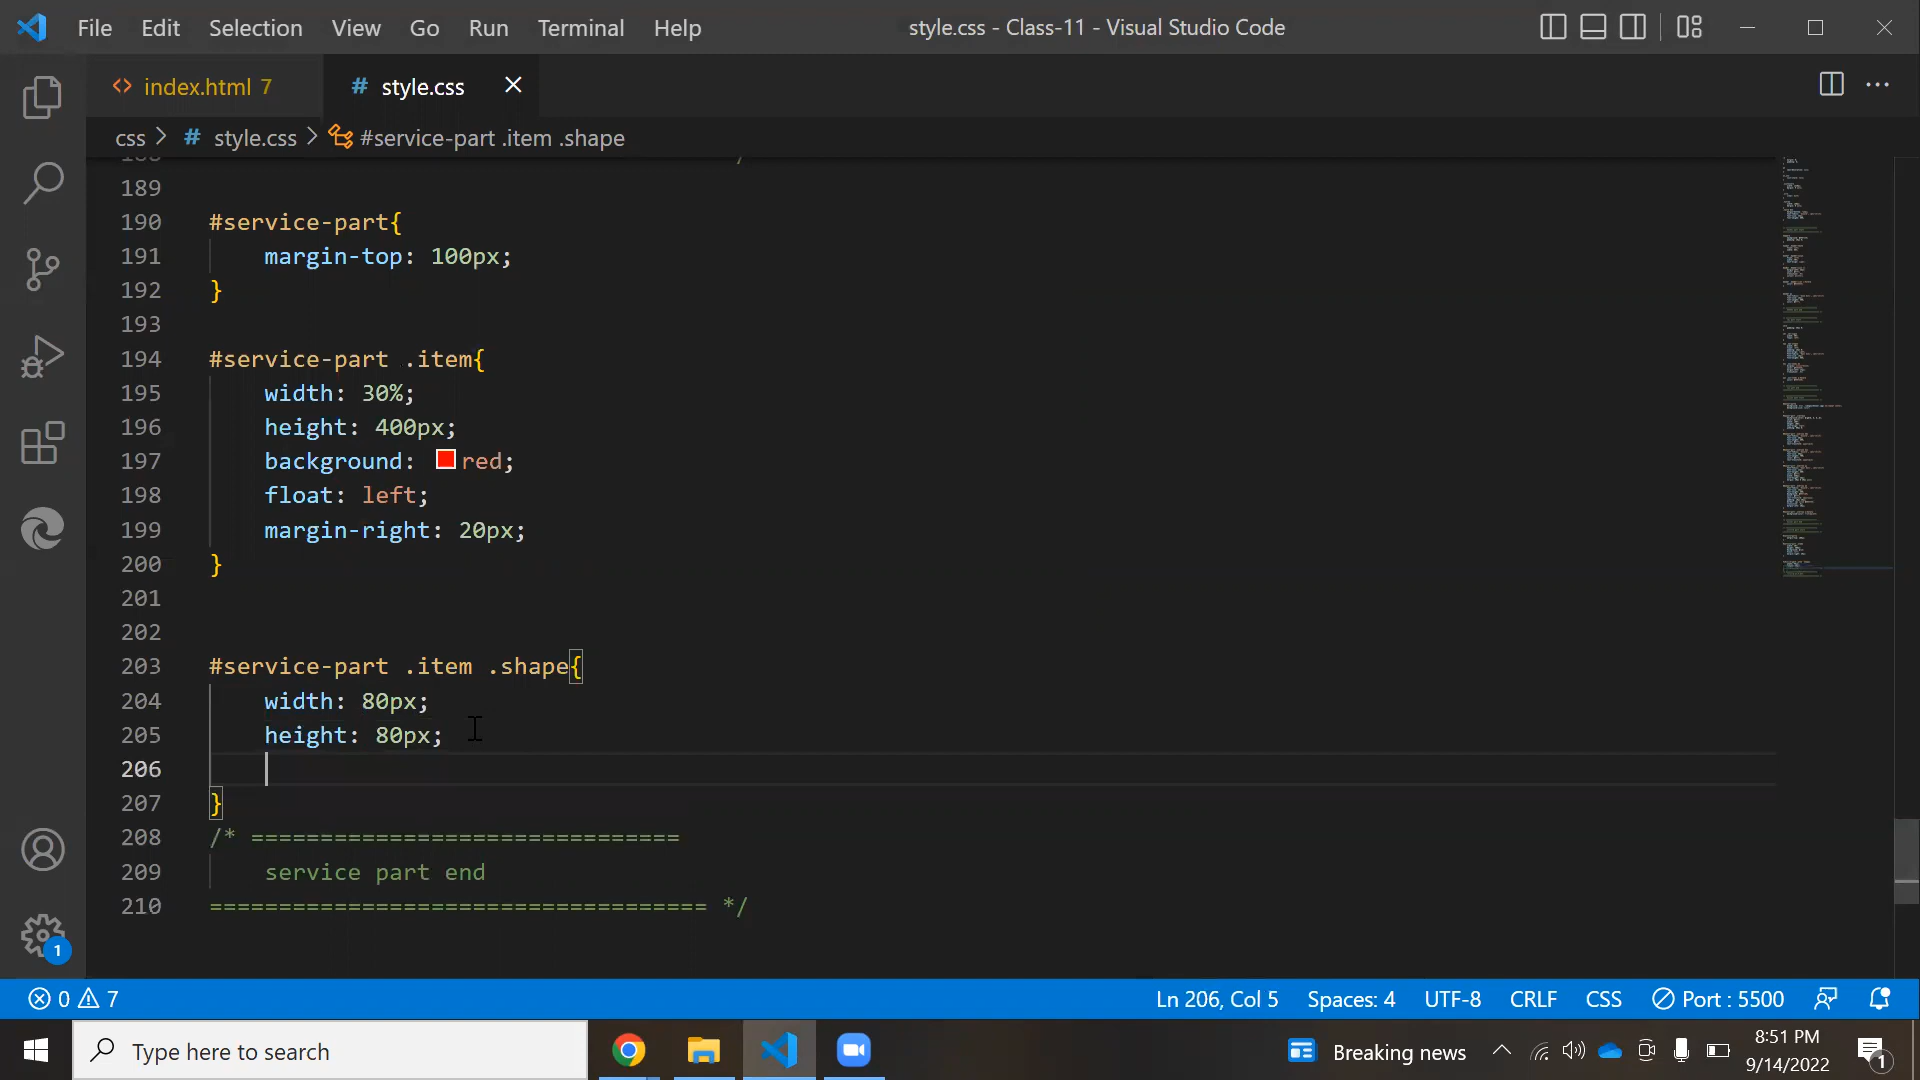 File Edit Selection View Go Run Terminal Help style.css - Class-11 - Visual Studio Code
<> index.html 7 # style.css
css > # style.css > #service-part .item .shape
189
190 #service-part{
191 margin-top: 100px;
192 }
193
194 #service-part .item{
195 width: 30%;
196 height: 400px;
197 background: red;
198 float: left;
199 margin-right: 20px;
200 }
201
202
203 #service-part .item .shape{
204 width: 80px;
205 height: 80px;
206
207 }
208 /* ===============================
209 service part end
210 ==================================== */
1
0 7 Ln 206, Col 5 Spaces: 4 UTF-8 CRLF CSS Port : 5500
Type here to search Breaking news 8:51 PM
9/14/2022 1